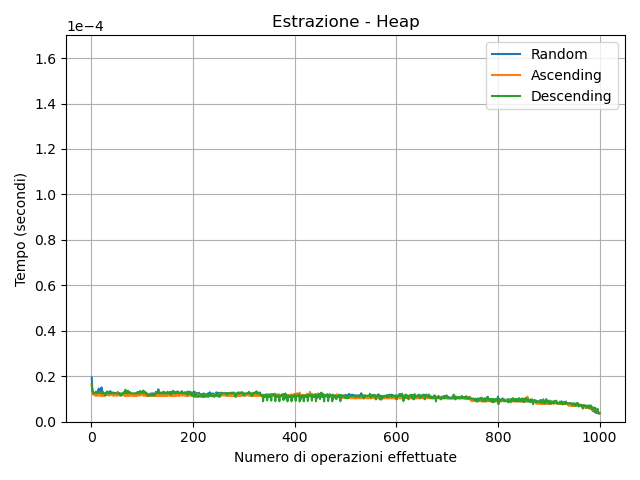 Estrazione - Heap
1e−4
Random
Ascending
Descending
1.6
1.4
1.2
1.0
0.8
0.6
0.4
0.2
0.0
Tempo (secondi)
0 200 400 600 800 1000
Numero di operazioni effettuate